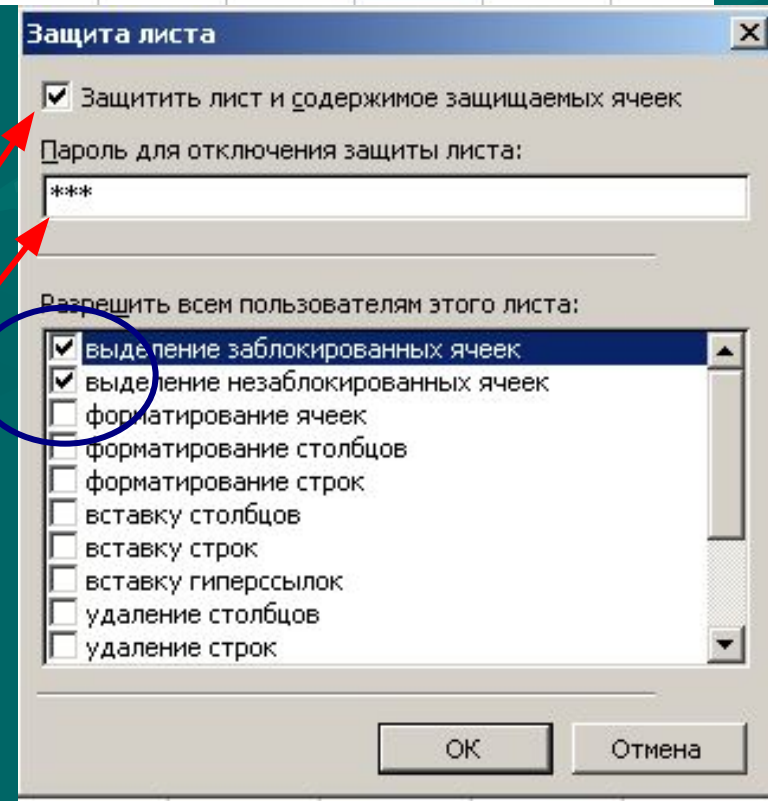 Защита листа
Защитить лист и содержимое защищаемых ячеек
Пароль для отключения защиты листа:
***
Разрешить всем пользователям этого листа:
выделение заблокированных ячеек
выделение незаблокированных ячеек
форматирование ячеек
форматирование столбцов
форматирование строк
вставку столбцов
вставку строк
вставку гиперссылок
удаление столбцов
удаление строк
ОК
Отмена